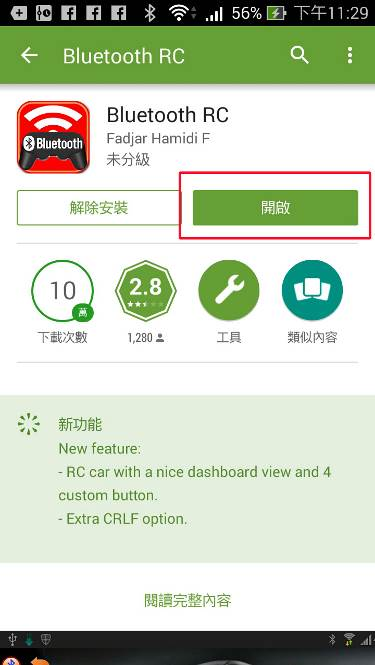 56% 下午11:29
Bluetooth RC
Bluetooth
Bluetooth RC
Fadjar Hamidi F
未分級
解除安裝
開啟
10
萬
2.8
下載次數
1,280
工具
類似內容
新功能
New feature:
- RC car with a nice dashboard view and 4
custom button.
- Extra CRLF option.
閱讀完整內容